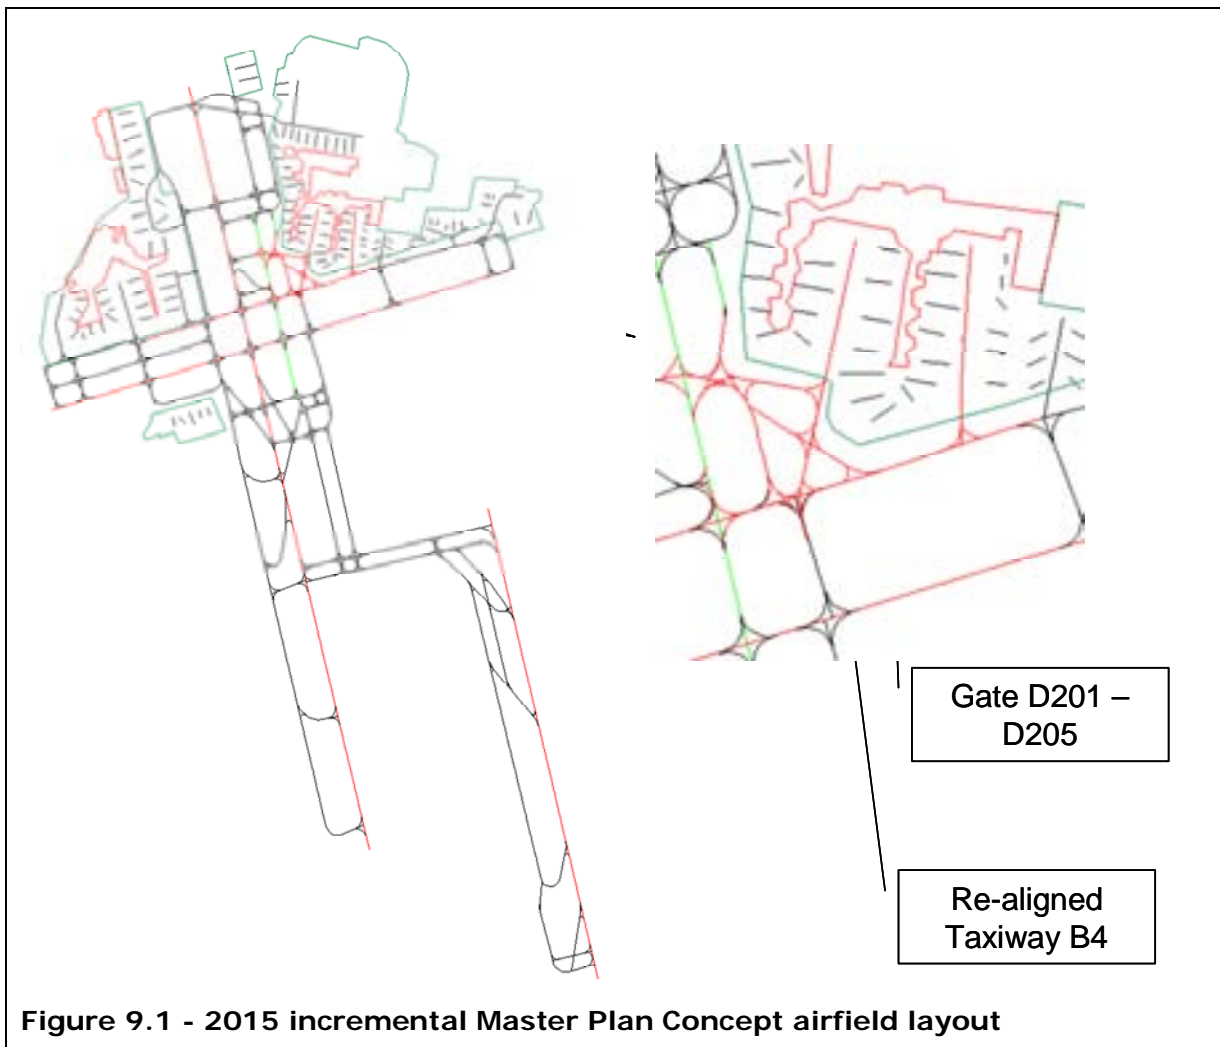 Gate D201 –
D205
Re-aligned
Taxiway B4
Figure 9.1 - 2015 incremental Master Plan Concept airfield layout